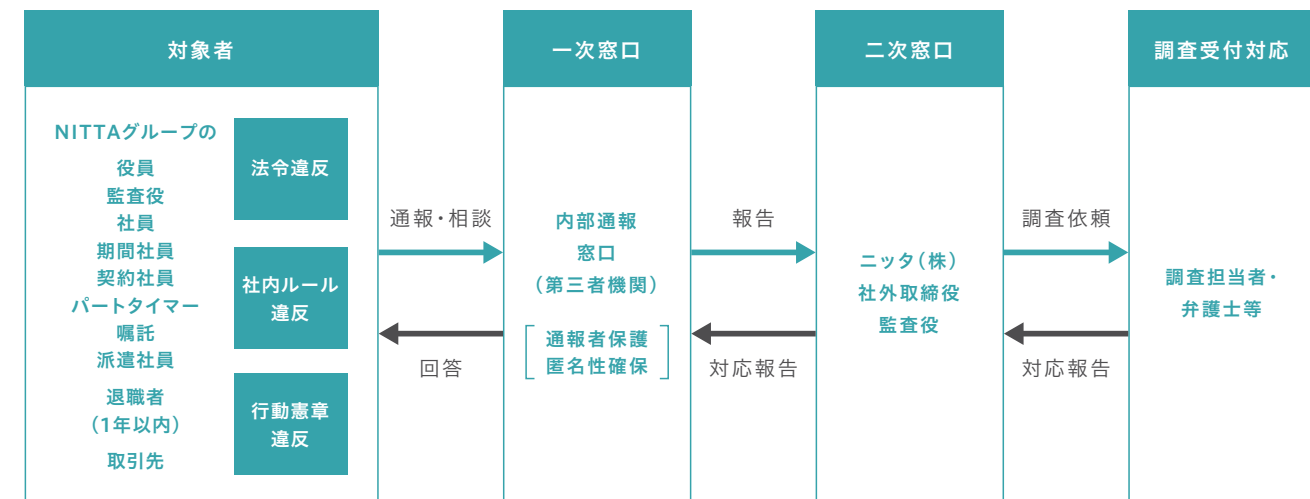 対象者
NITTAグループの
役員
監査役
社員
期間社員
契約社員
パートタイマー
嘱託
派遣社員
退職者
（1年以内）
取引先
法令違反
社内ルール
違反
行動憲章
違反
通報・相談
回答
一次窓口
内部通報
窓口
（第三者機関）
通報者保護
匿名性確保
報告
対応報告
二次窓口
ニッタ（株）
社外取締役
監査役
調査依頼
対応報告
調査受付対応
調査担当者・
弁護士等